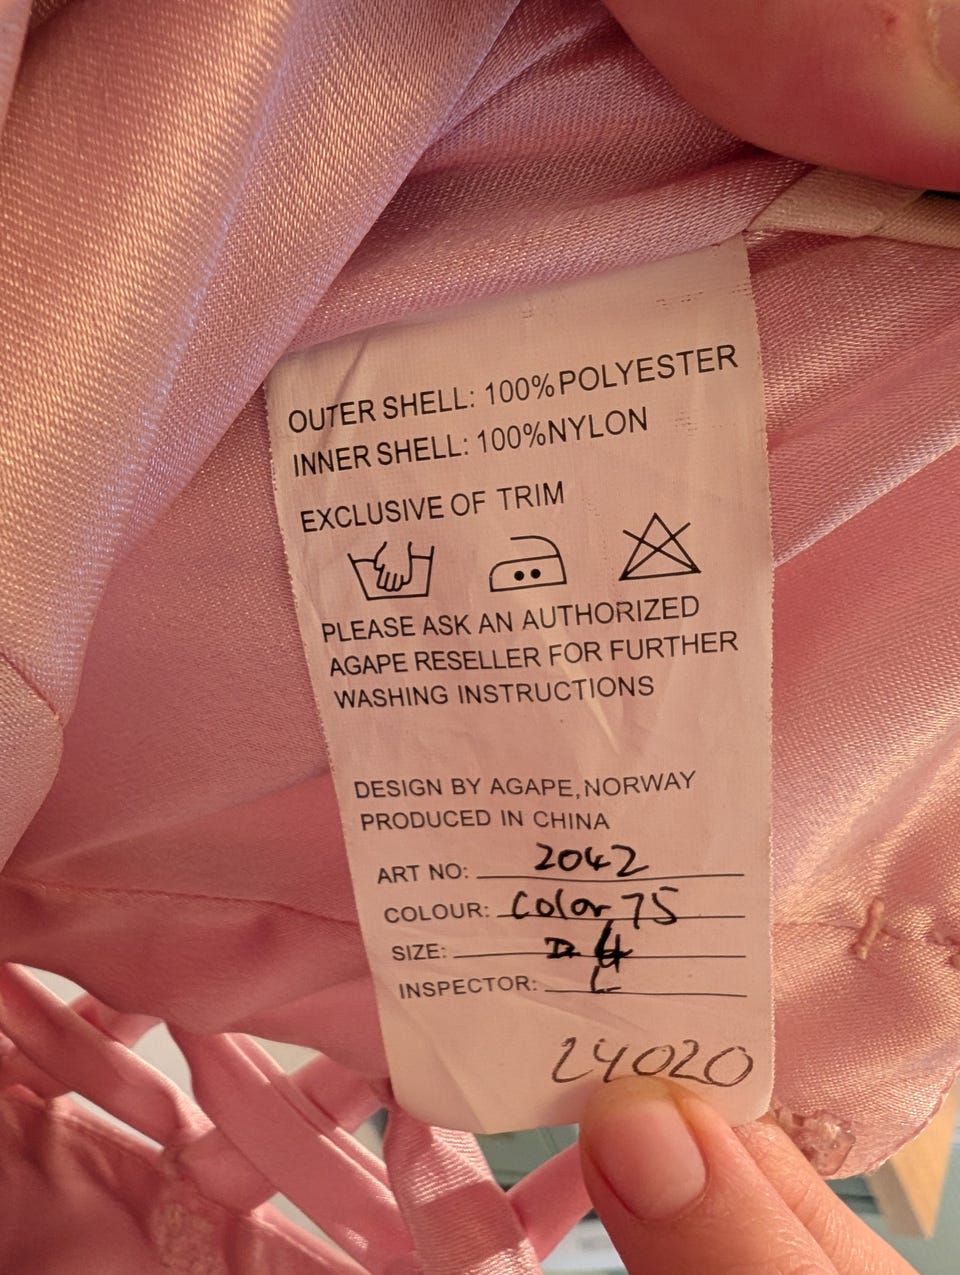 OUTER SHELL: 100% POLYESTER
INNER SHELL: 100%NYLON
EXCLUSIVE OF TRIM
PLEASE ASK AN AUTHORIZED
AGAPE RESELLER FOR FURTHER
WASHING INSTRUCTIONS
DESIGN BY AGAPE, NORWAY
PRODUCED IN CHINA
ART NO: 2042
COLOUR: Color 75
SIZE: 4
INSPECTOR: L
24020